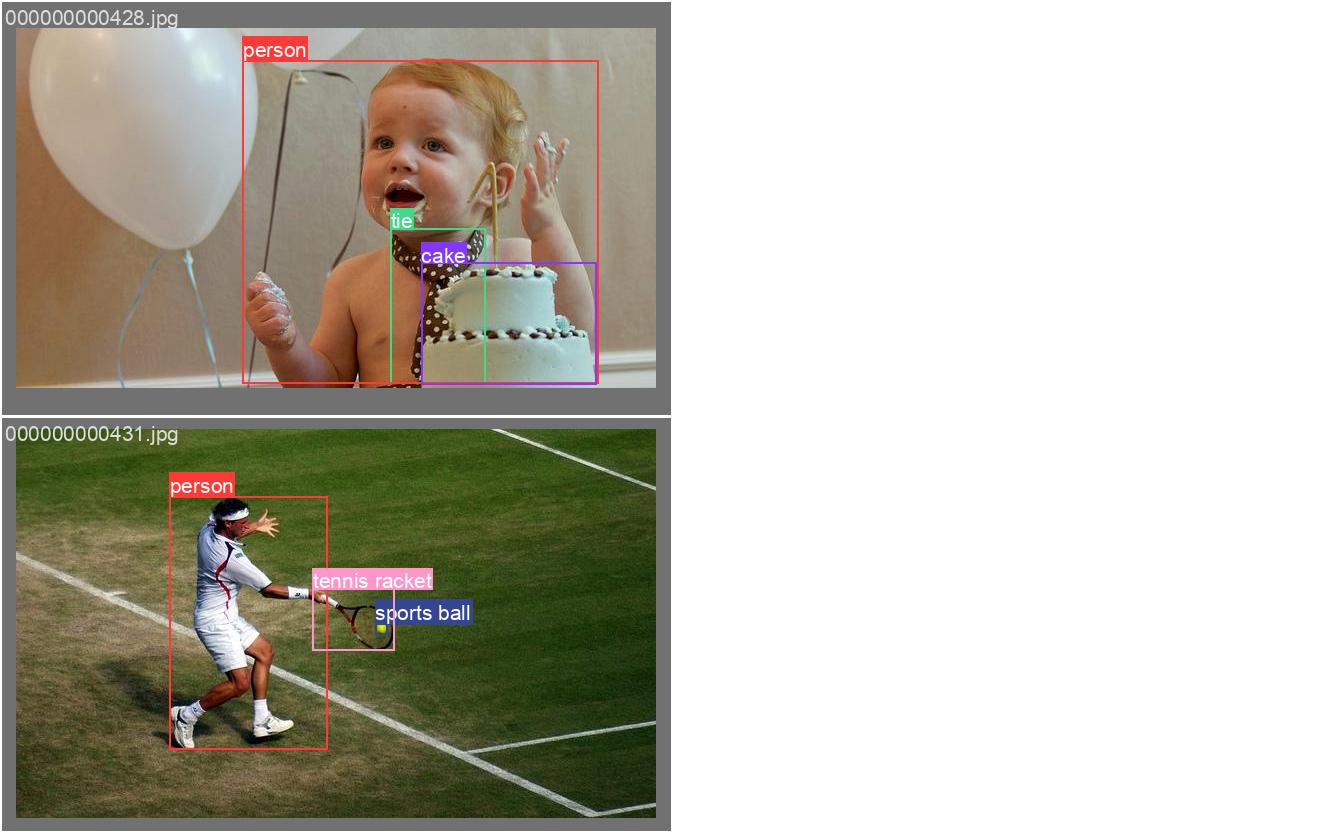 000000000428.jpg
person
tie
cake
000000000431.jpg
person
tennis racket
sports ball